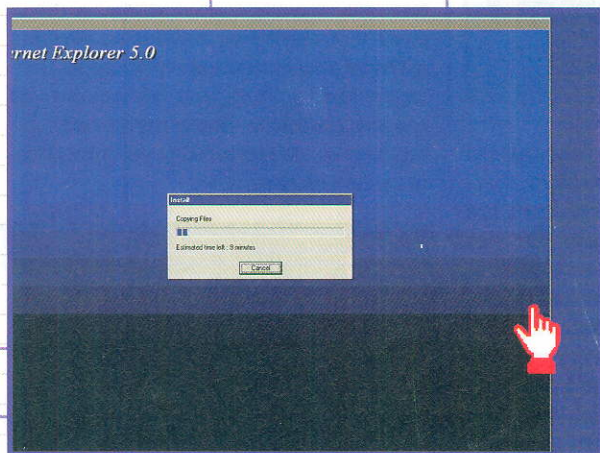 rnet Explorer 5.0
Install
Copying Files
Estimated time left : 9 minutes
Cancel